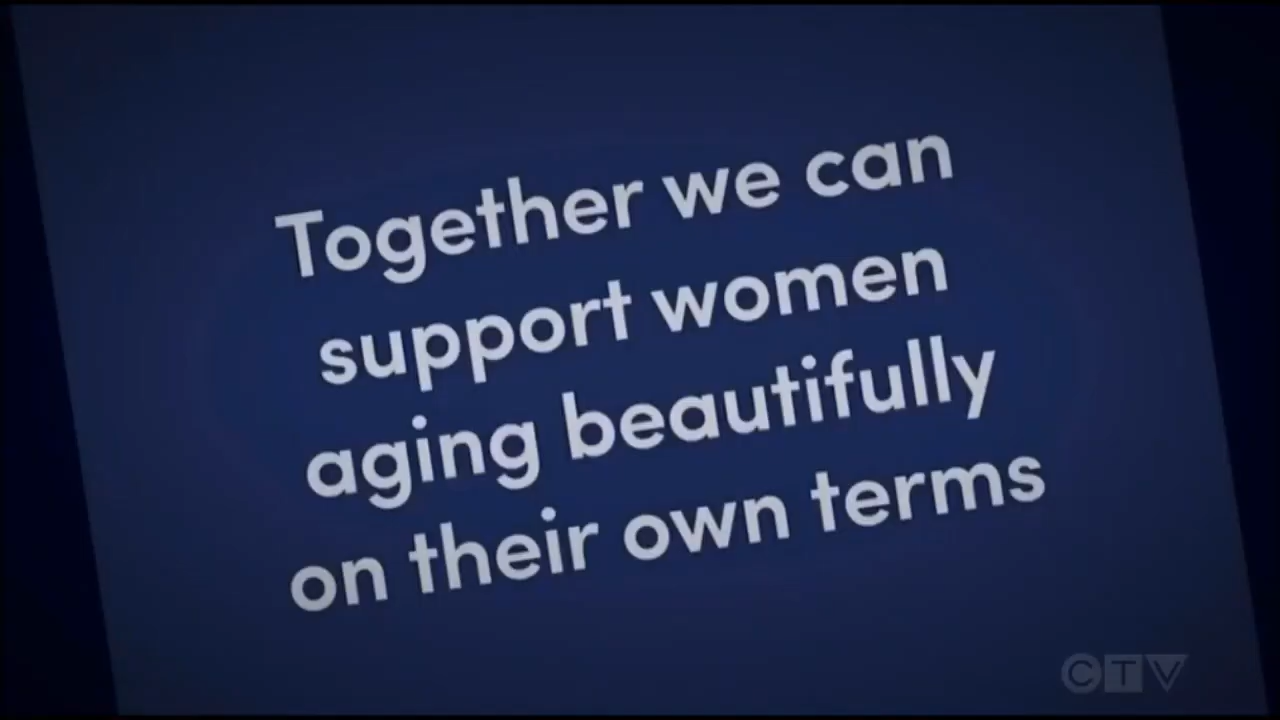 Together we can
support women
aging beautifully
on their own terms
CTV